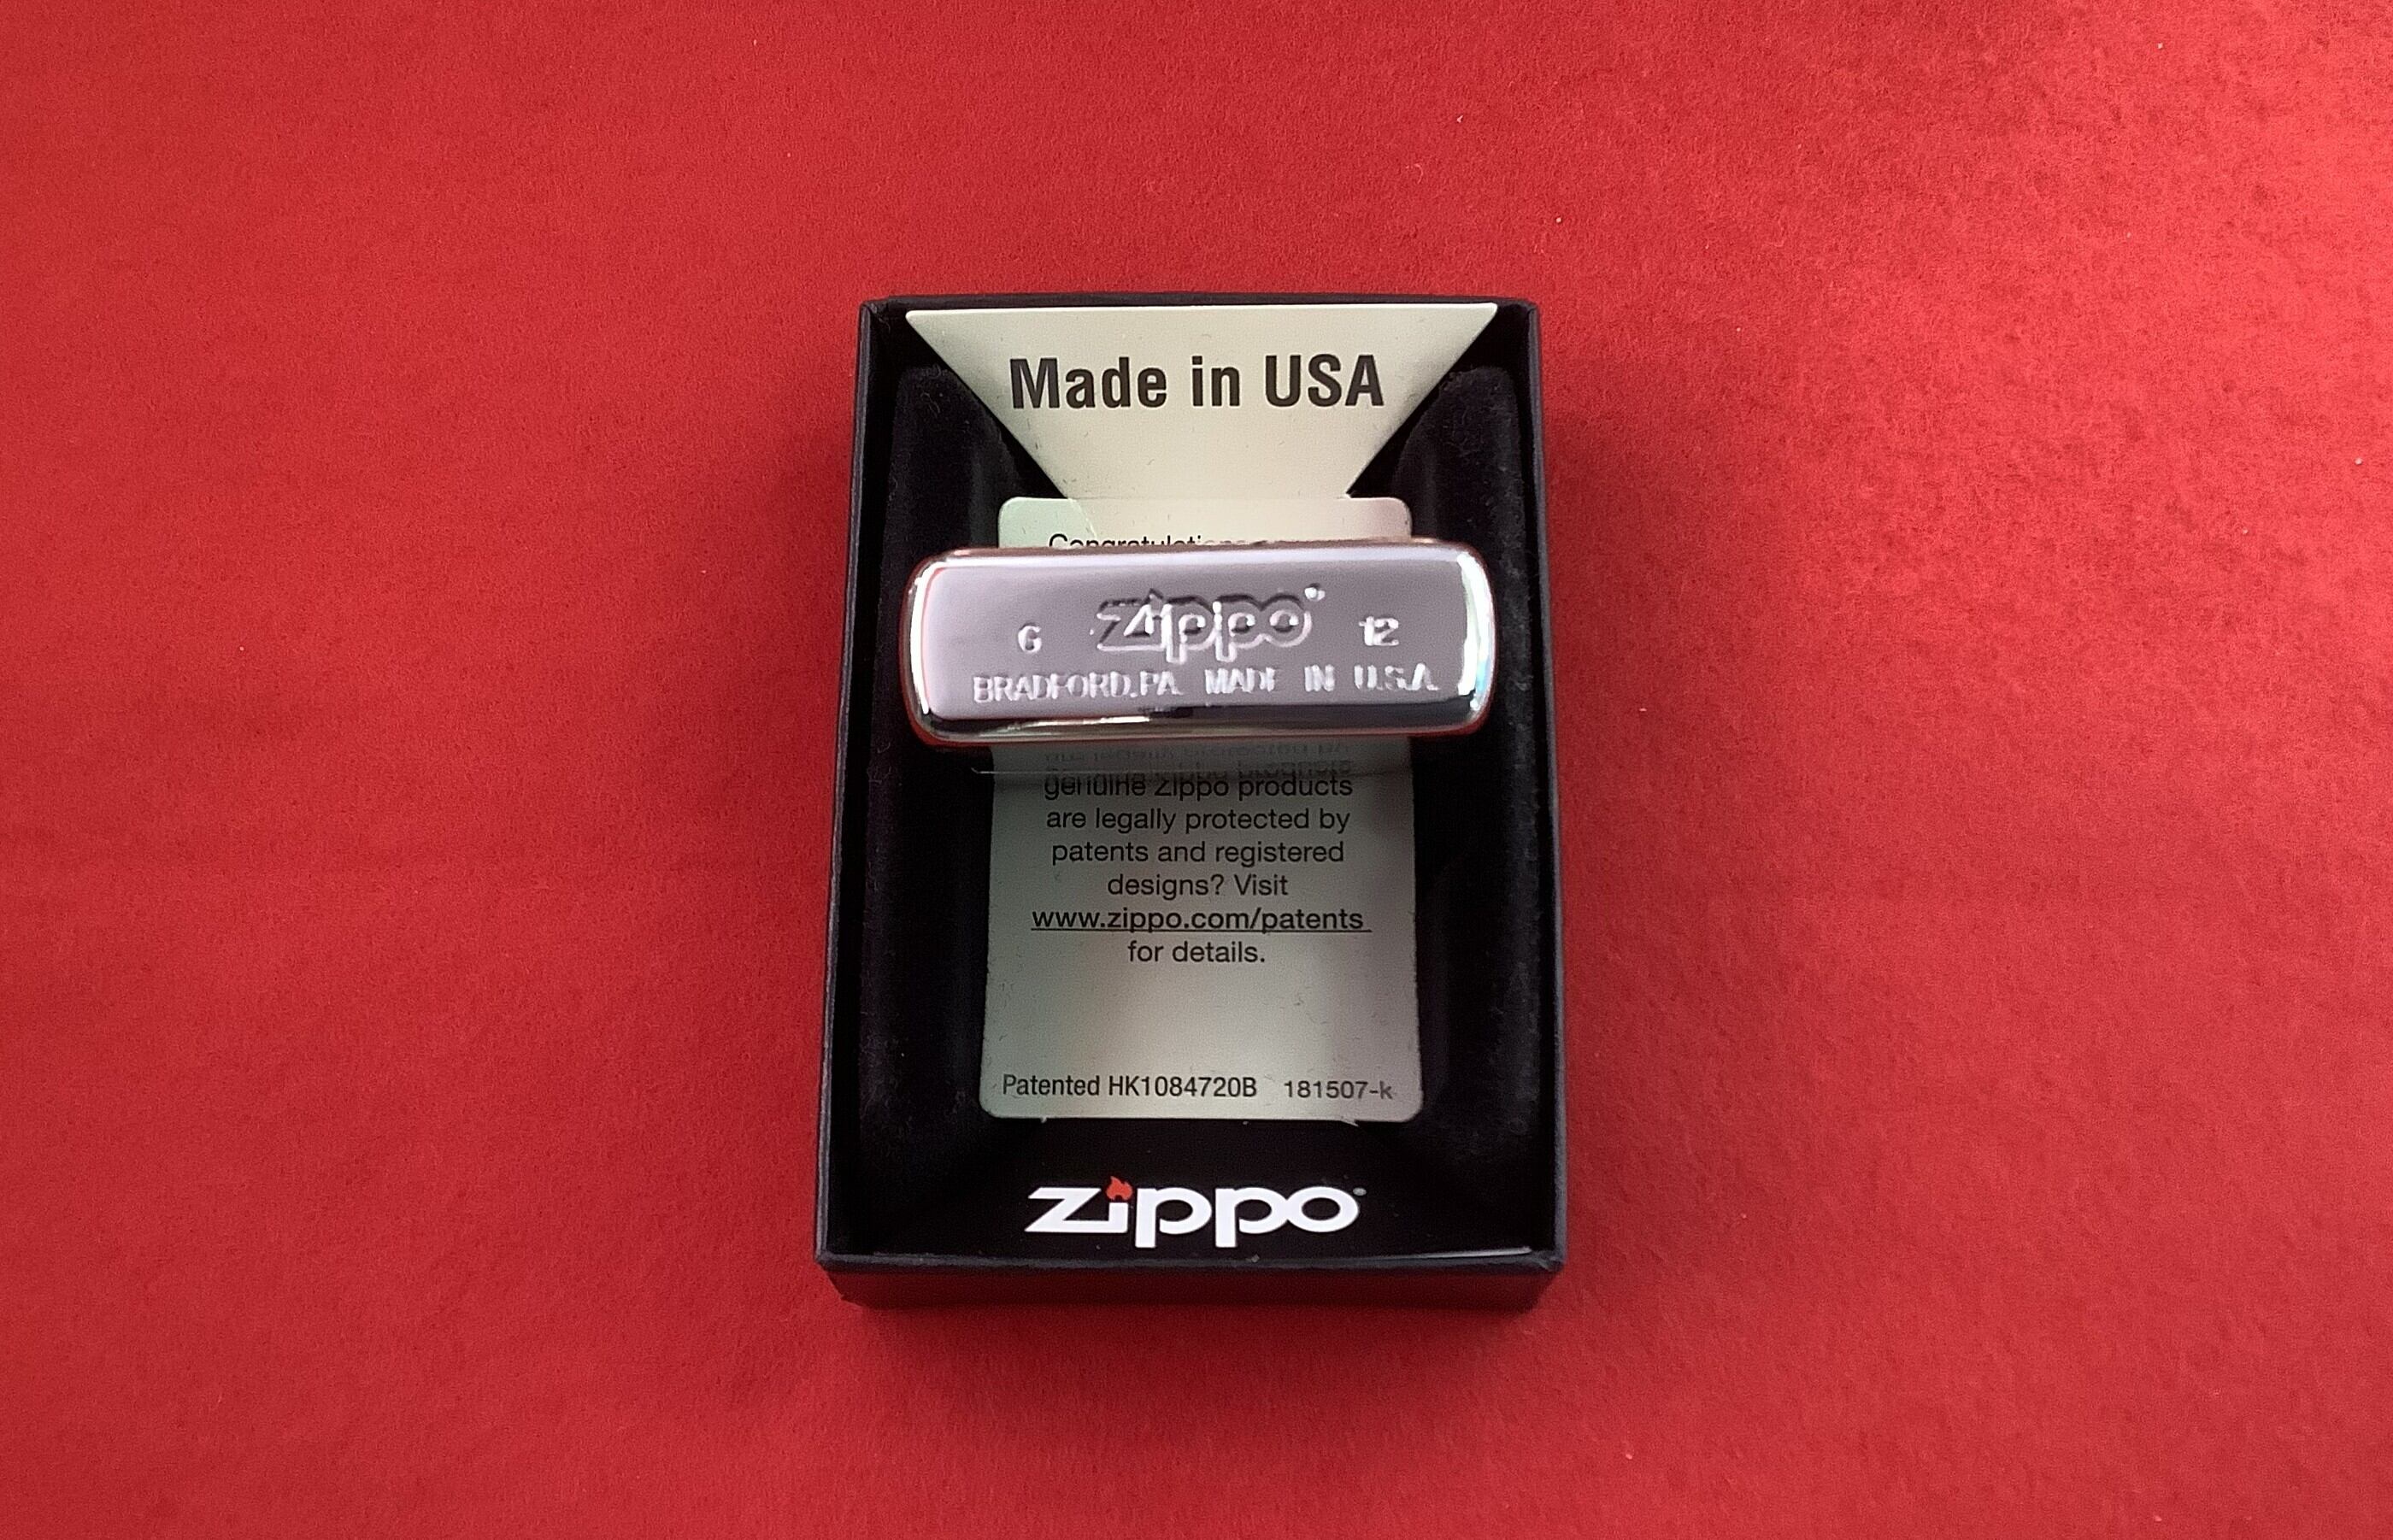 Made in USA
Congratulations
G zippo 12
BRADFORD, PA. MADE IN U.S.A.
genuine Zippo products
are legally protected by
patents and registered
designs? Visit
www.zippo.com/patents
for details.
Patented HK1084720B 181507-k
zippo